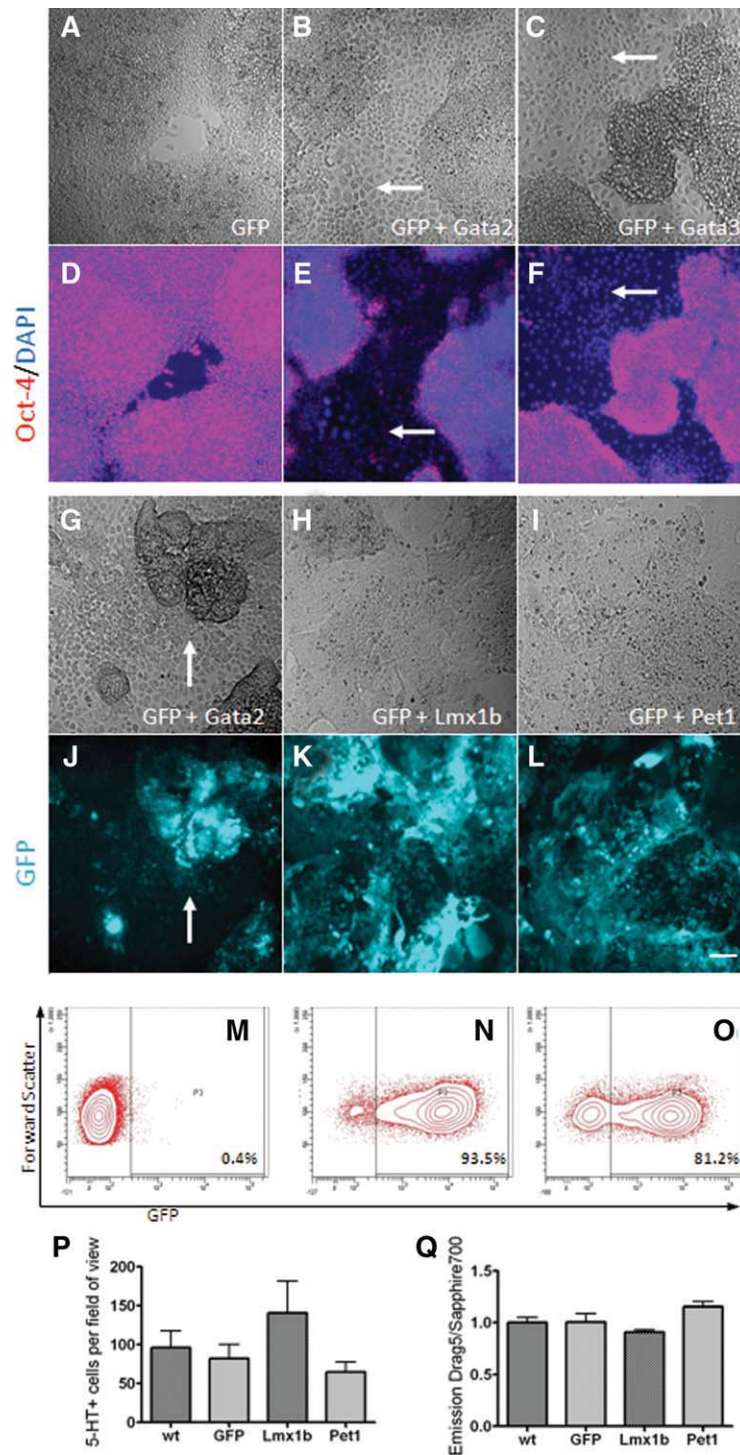 A
B
C
GFP
GFP + Gata2
GFP + Gata3
Oct-4/DAPI
D
E
F
G
H
I
GFP + Gata2
GFP + Lmx1b
GFP + Pet1
GFP
J
K
L
Forward Scatter
M
N
O
P3
0.4%
93.5%
81.2%
GFP
P
5-HT+ cells per field of view
200
150
100
50
0
wt
GFP
Lmx1b
Pet1
Q
Emission Drag5/Sapphire700
1.5
1.0
0.5
0.0
wt
GFP
Lmx1b
Pet1